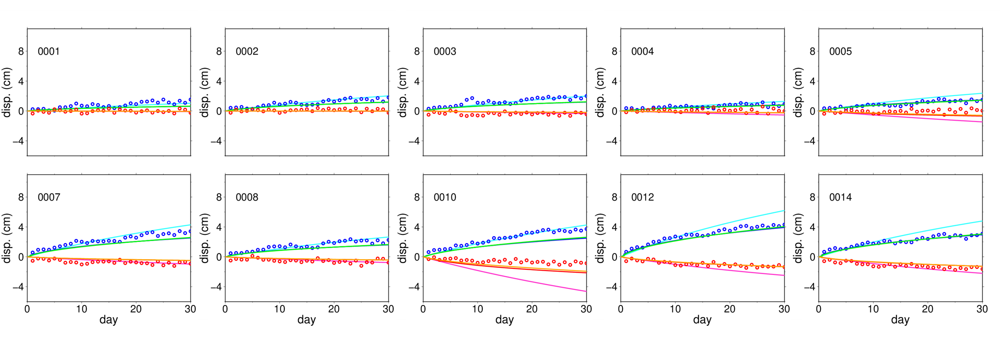 8 0001 8 0002 8 0003 8 0004 8 0005
disp. (cm) disp. (cm) disp. (cm) disp. (cm) disp. (cm)
4 4 4 4 4
0 0 0 0 0
−4 −4 −4 −4 −4
8 0007 8 0008 8 0010 8 0012 8 0014
disp. (cm) disp. (cm) disp. (cm) disp. (cm) disp. (cm)
4 4 4 4 4
0 0 0 0 0
−4 −4 −4 −4 −4
0 10 20 30 0 10 20 30 0 10 20 30 0 10 20 30 0 10 20 30
day day day day day